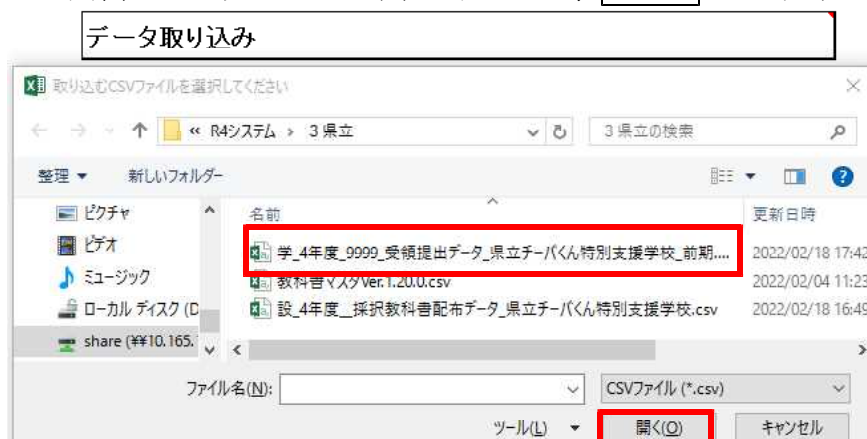 データ取り込み
取り込むCSVファイルを選択してください
« R4システム › 3 県立
3 県立の検索
整理 新しいフォルダー
名前 更新日時
ピクチャ
ビデオ
ミュージック
ローカル ディスク (D
share (¥¥10.165.
学_4年度_9999_受領提出データ_県立チーバくん特別支援学校_前期.... 2022/02/18 17:42
教科書マスタVer.1.20.0.csv 2022/02/04 11:23
設_4年度__採択教科書配布データ_県立チーバくん特別支援学校.csv 2022/02/18 16:49
ファイル名(N): CSVファイル (*.csv)
ツール(L) 開く(O) キャンセル